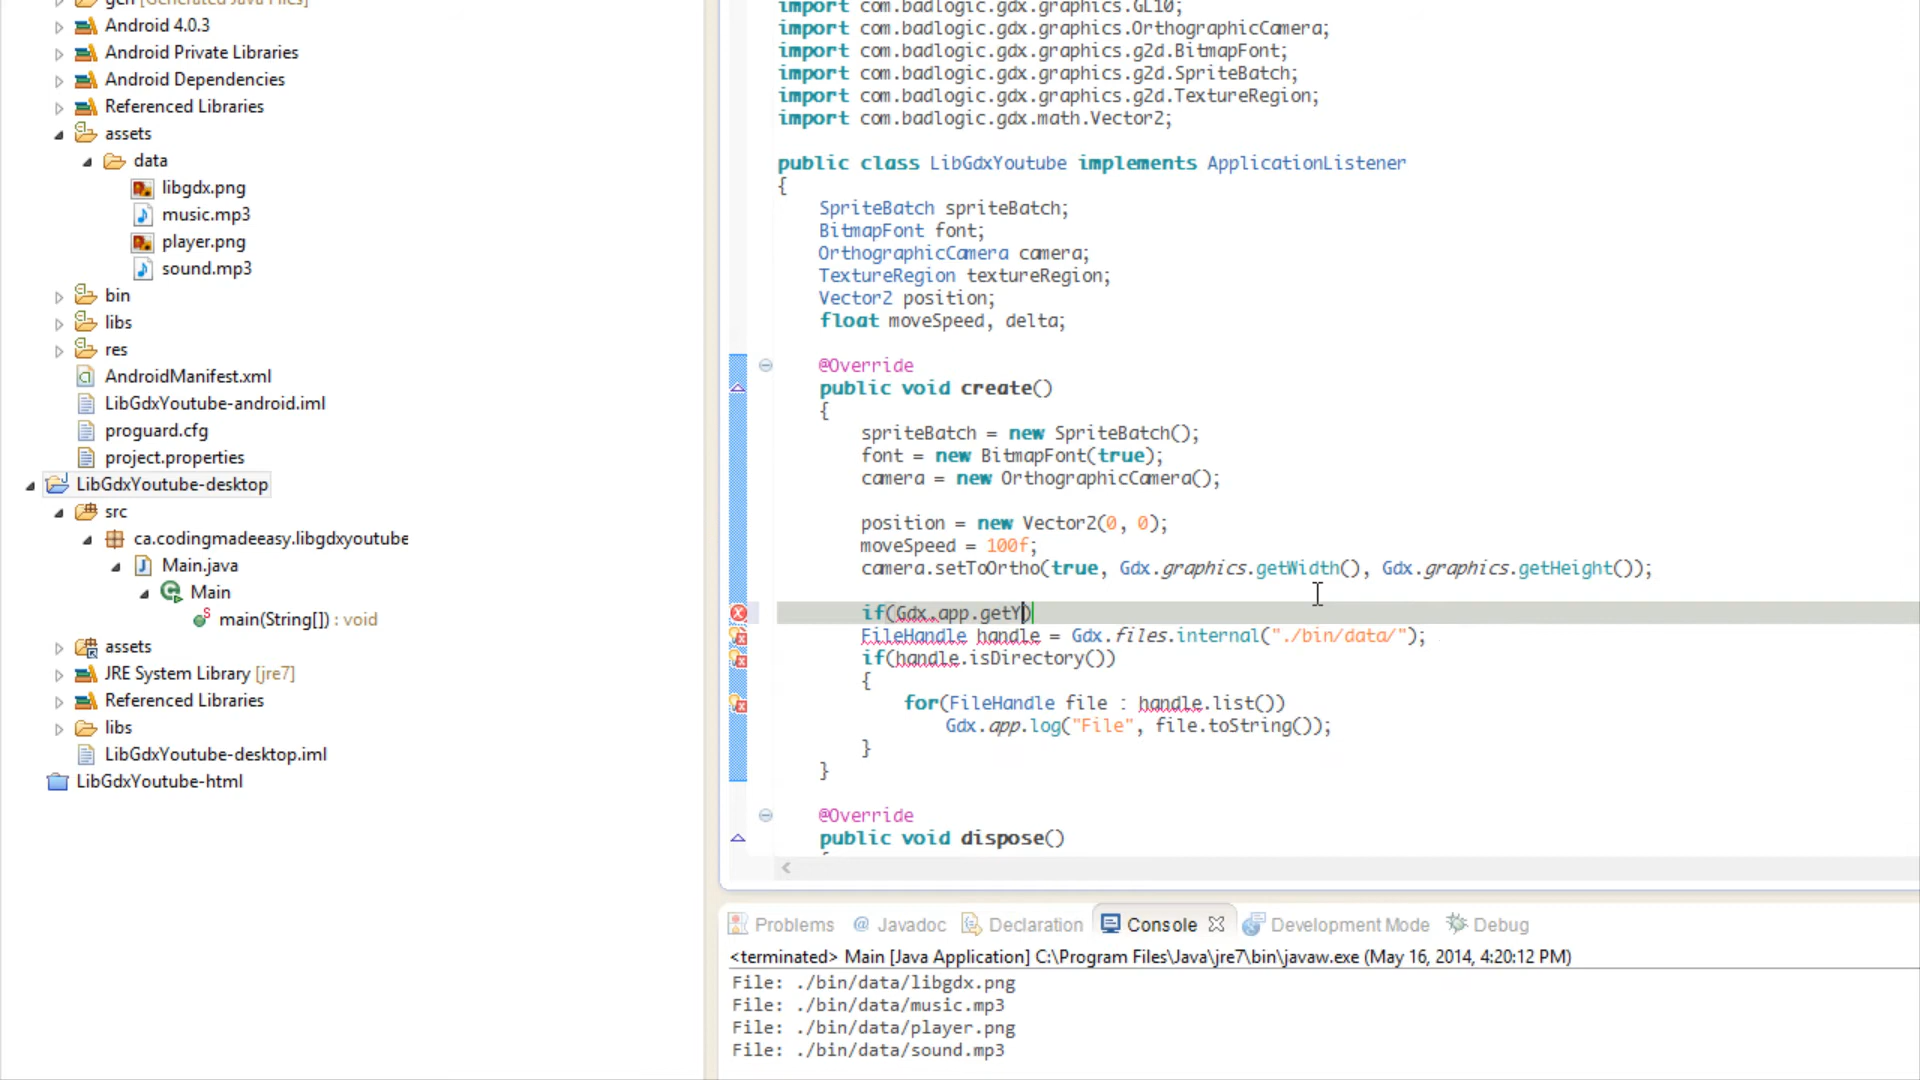 gen [Generated Java Files]
Android 4.0.3
Android Private Libraries
Android Dependencies
Referenced Libraries
assets
data
libgdx.png
music.mp3
player.png
sound.mp3
bin
libs
res
AndroidManifest.xml
LibGdxYoutube-android.iml
proguard.cfg
project.properties
LibGdxYoutube-desktop
src
ca.codingmadeeasy.libgdxyoutube
Main.java
Main
main(String[]) : void
assets
JRE System Library [jre7]
Referenced Libraries
libs
LibGdxYoutube-desktop.iml
LibGdxYoutube-html
import com.badlogic.gdx.graphics.GL10;
import com.badlogic.gdx.graphics.OrthographicCamera;
import com.badlogic.gdx.graphics.g2d.BitmapFont;
import com.badlogic.gdx.graphics.g2d.SpriteBatch;
import com.badlogic.gdx.graphics.g2d.TextureRegion;
import com.badlogic.gdx.math.Vector2;
public class LibGdxYoutube implements ApplicationListener
{
SpriteBatch spriteBatch;
BitmapFont font;
OrthographicCamera camera;
TextureRegion textureRegion;
Vector2 position;
float moveSpeed, delta;
@Override
public void create()
{
spriteBatch = new SpriteBatch();
font = new BitmapFont(true);
camera = new OrthographicCamera();
position = new Vector2(0, 0);
moveSpeed = 100f;
camera.setToOrtho(true, Gdx.graphics.getWidth(), Gdx.graphics.getHeight());
if(Gdx.app.getY)
FileHandle handle = Gdx.files.internal("./bin/data/");
if(handle.isDirectory())
{
for(FileHandle file : handle.list())
Gdx.app.log("File", file.toString());
}
}
@Override
public void dispose()
Problems @ Javadoc Declaration Console Development Mode Debug
<terminated> Main [Java Application] C:\Program Files\Java\jre7\bin\javaw.exe (May 16, 2014, 4:20:12 PM)
File: ./bin/data/libgdx.png
File: ./bin/data/music.mp3
File: ./bin/data/player.png
File: ./bin/data/sound.mp3